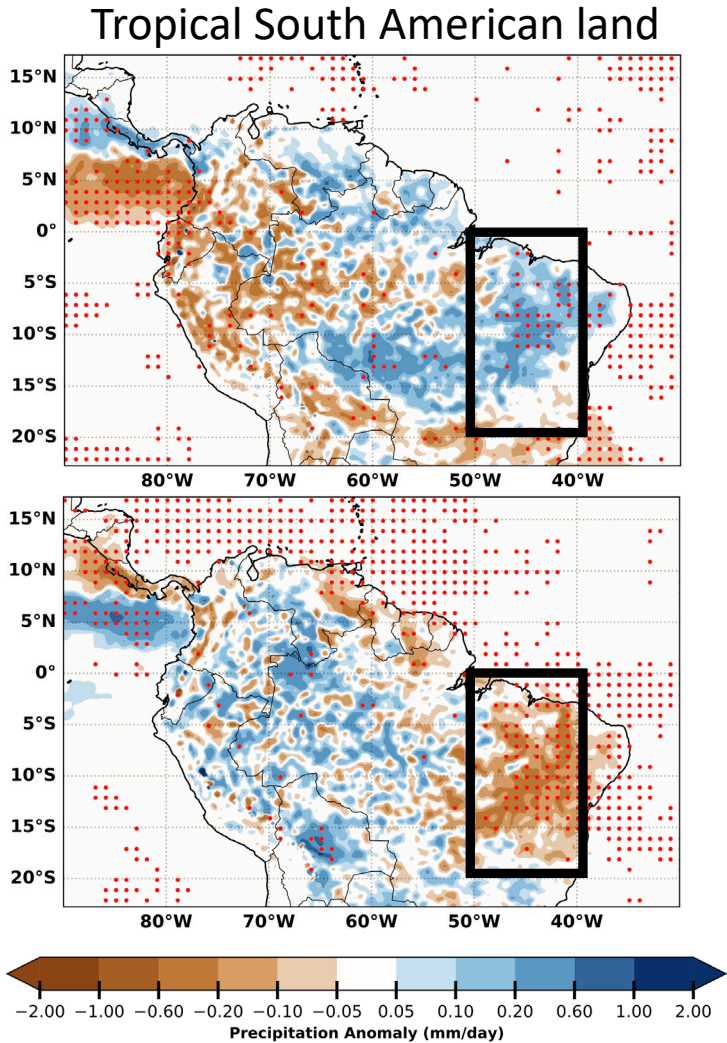 Tropical South American land
15°N
10°N
5°N
0°
5°S
10°S
15°S
20°S
80°W 70°W 60°W 50°W 40°W
15°N
10°N
5°N
0°
5°S
10°S
15°S
20°S
80°W 70°W 60°W 50°W 40°W
−2.00 −1.00 −0.60 −0.20 −0.10 −0.05 0.05 0.10 0.20 0.60 1.00 2.00
Precipitation Anomaly (mm/day)